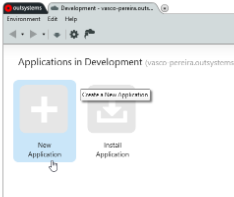 outsystems
Development - vasco-pereira.outs...
Environment Edit Help
Applications in Development (vasco-pereira.outsystems
Create a New Application
New
Application
Install
Application